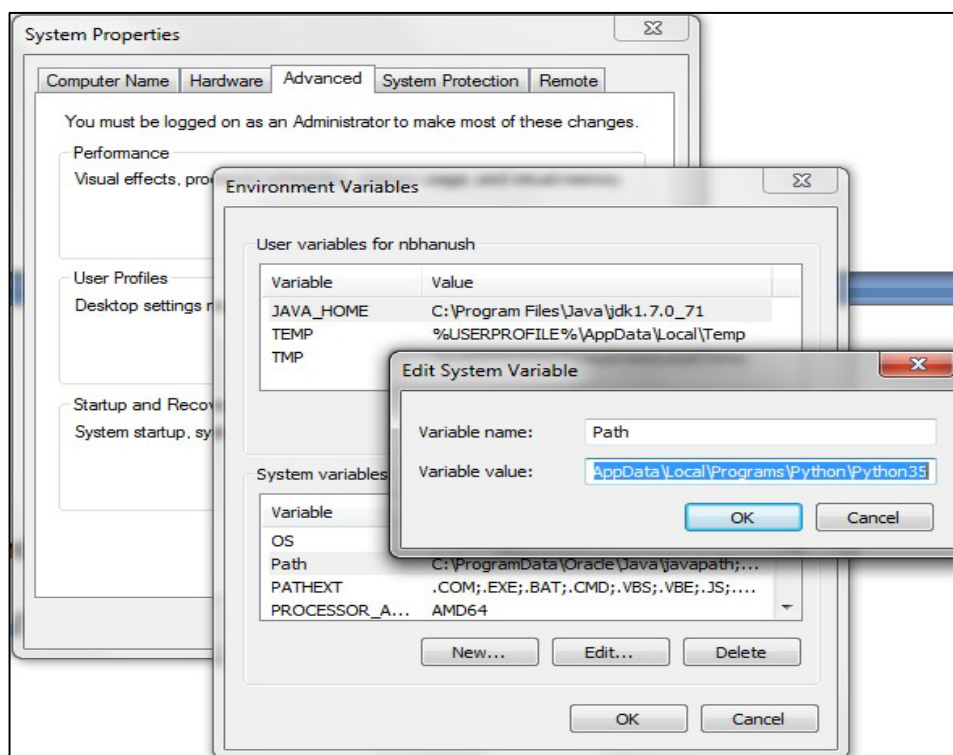 System Properties
Computer Name Hardware Advanced System Protection Remote
You must be logged on as an Administrator to make most of these changes.
Performance
Visual effects,
Environment Variables
User variables for nbhanush
Variable Value
JAVA_HOME C:\Program Files\Java\jdk1.7.0_71
TEMP %USERPROFILE%\AppData\Local\Temp
TMP
User Profiles
Desktop settings
Edit System Variable
Variable name: Path
Variable value: AppData\Local\Programs\Python\Python35
OK Cancel
Startup and Recov
System startup, sy
System variables
Variable
OS
Path C:\ProgramData\Oracle\Java\javapath;...
PATHEXT .COM;.EXE;.BAT;.CMD;.VBS;.VBE;.JS;....
PROCESSOR_A... AMD64
New... Edit... Delete
OK Cancel